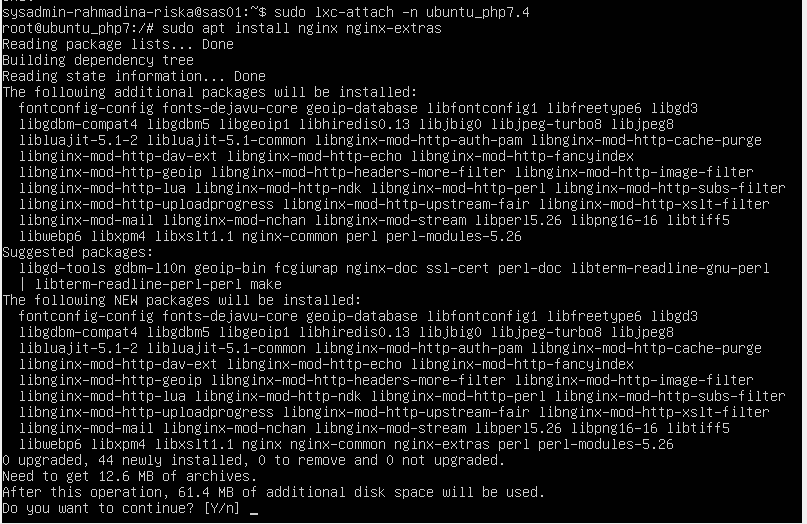 sysadmin-rahmadina-riska@sas01:~$ sudo lxc-attach -n ubuntu_php7.4
root@ubuntu_php7:/# sudo apt install nginx nginx-extras
Reading package lists... Done
Building dependency tree
Reading state information... Done
The following additional packages will be installed:
  fontconfig-config fonts-dejavu-core geoip-database libfontconfig1 libfreetype6 libgd3
  libgdbm-compat4 libgdbm5 libgeoip1 libhiredis0.13 libjbig0 libjpeg-turbo8 libjpeg8
  libluajit-5.1-2 libluajit-5.1-common libnginx-mod-http-auth-pam libnginx-mod-http-cache-purge
  libnginx-mod-http-dav-ext libnginx-mod-http-echo libnginx-mod-http-fancyindex
  libnginx-mod-http-geoip libnginx-mod-http-headers-more-filter libnginx-mod-http-image-filter
  libnginx-mod-http-lua libnginx-mod-http-ndk libnginx-mod-http-perl libnginx-mod-http-subs-filter
  libnginx-mod-http-uploadprogress libnginx-mod-http-upstream-fair libnginx-mod-http-xslt-filter
  libnginx-mod-mail libnginx-mod-nchan libnginx-mod-stream libperl5.26 libpng16-16 libtiff5
  libwebp6 libxpm4 libxslt1.1 nginx-common perl perl-modules-5.26
Suggested packages:
  libgd-tools gdbm-l10n geoip-bin fcgiwrap nginx-doc ssl-cert perl-doc libterm-readline-gnu-perl
  | libterm-readline-perl-perl make
The following NEW packages will be installed:
  fontconfig-config fonts-dejavu-core geoip-database libfontconfig1 libfreetype6 libgd3
  libgdbm-compat4 libgdbm5 libgeoip1 libhiredis0.13 libjbig0 libjpeg-turbo8 libjpeg8
  libluajit-5.1-2 libluajit-5.1-common libnginx-mod-http-auth-pam libnginx-mod-http-cache-purge
  libnginx-mod-http-dav-ext libnginx-mod-http-echo libnginx-mod-http-fancyindex
  libnginx-mod-http-geoip libnginx-mod-http-headers-more-filter libnginx-mod-http-image-filter
  libnginx-mod-http-lua libnginx-mod-http-ndk libnginx-mod-http-perl libnginx-mod-http-subs-filter
  libnginx-mod-http-uploadprogress libnginx-mod-http-upstream-fair libnginx-mod-http-xslt-filter
  libnginx-mod-mail libnginx-mod-nchan libnginx-mod-stream libperl5.26 libpng16-16 libtiff5
  libwebp6 libxpm4 libxslt1.1 nginx nginx-common nginx-extras perl perl-modules-5.26
0 upgraded, 44 newly installed, 0 to remove and 0 not upgraded.
Need to get 12.6 MB of archives.
After this operation, 61.4 MB of additional disk space will be used.
Do you want to continue? [Y/n] _